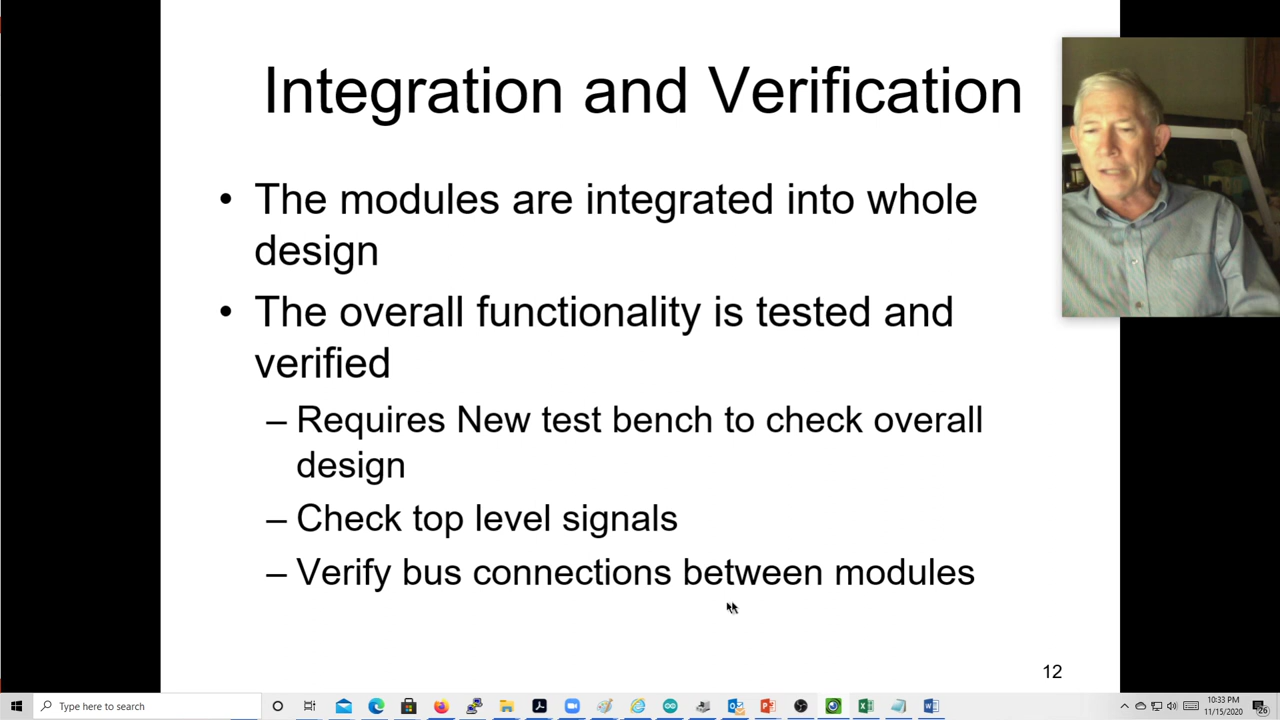 Integration and Verification
• The modules are integrated into whole
design
• The overall functionality is tested and
verified
– Requires New test bench to check overall
design
– Check top level signals
– Verify bus connections between modules
12
Type here to search
10:33 PM
11/15/2020
26